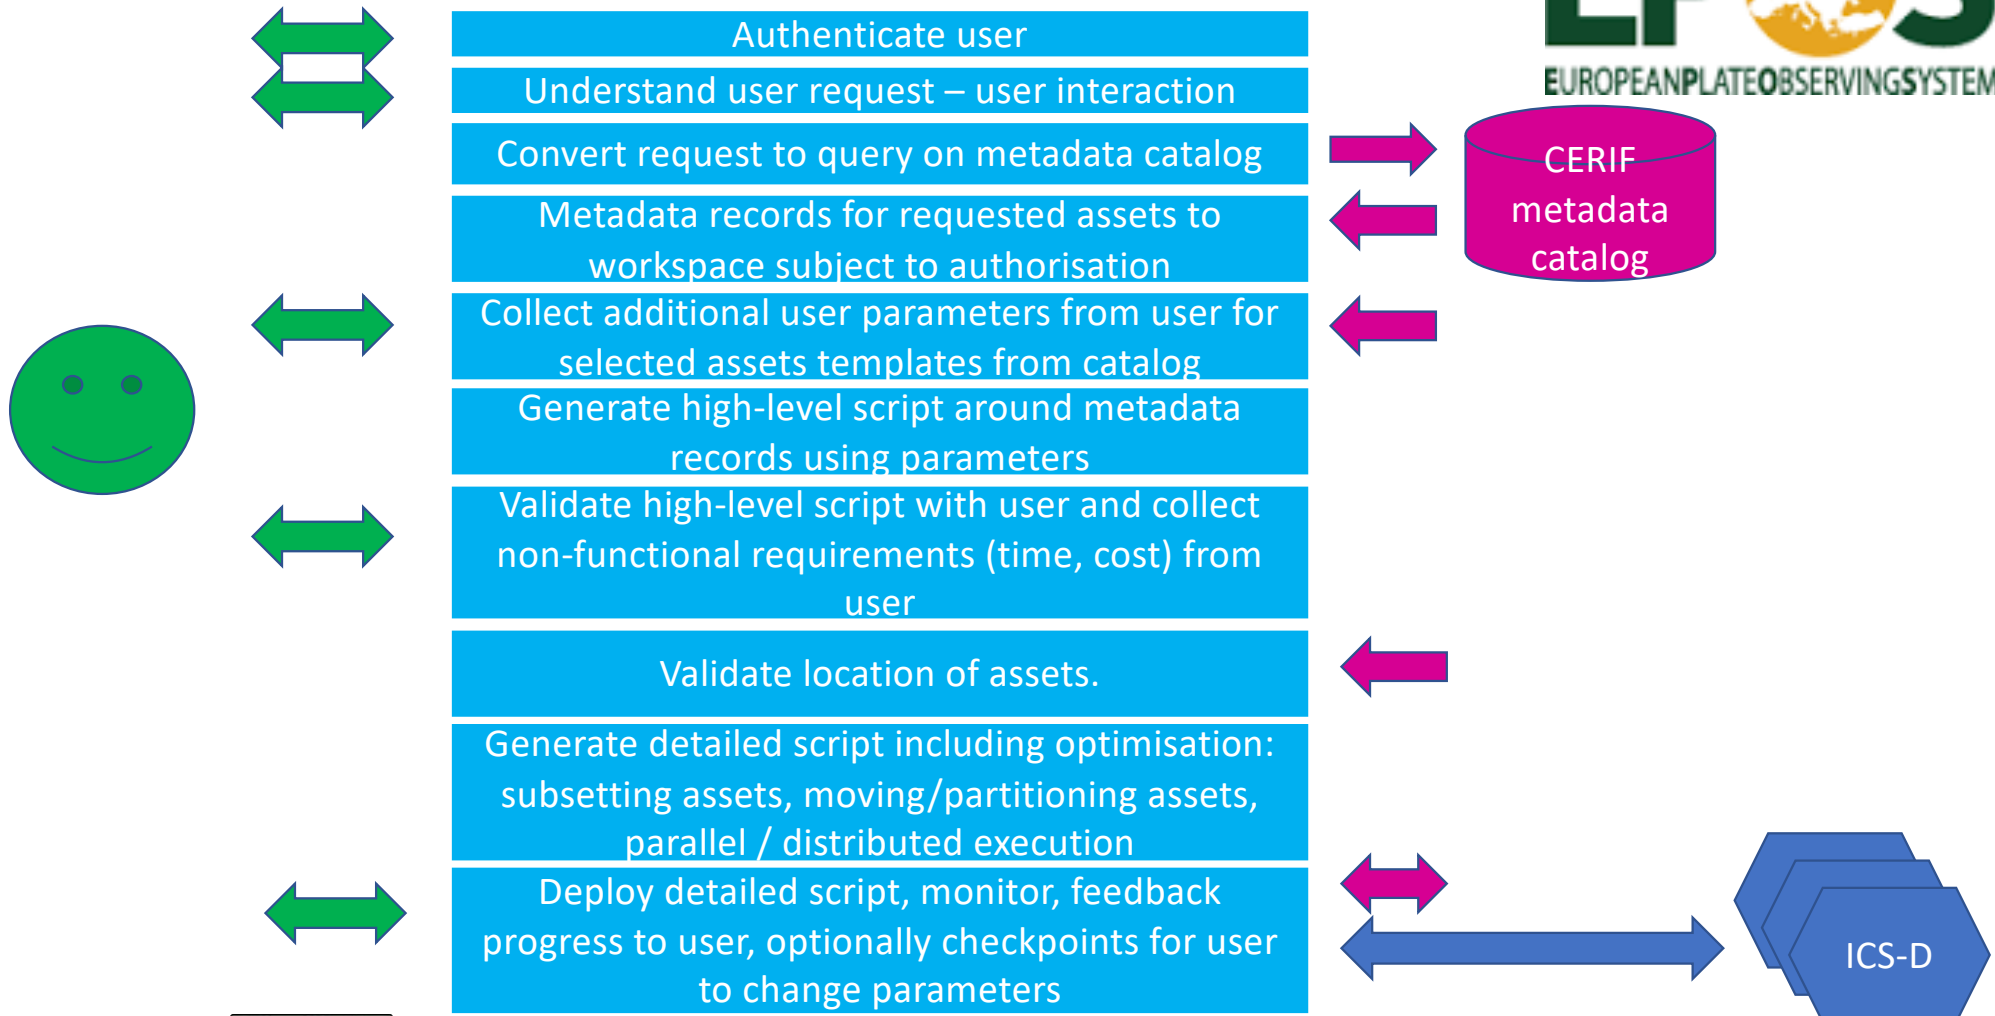 EPOS
EUROPEANPLATEOBSERVINGSYSTEM
Authenticate user
Understand user request – user interaction
Convert request to query on metadata catalog
CERIF
metadata
catalog
Metadata records for requested assets to
workspace subject to authorisation
Collect additional user parameters from user for
selected assets templates from catalog
Generate high-level script around metadata
records using parameters
Validate high-level script with user and collect
non-functional requirements (time, cost) from
user
Validate location of assets.
Generate detailed script including optimisation:
subsetting assets, moving/partitioning assets,
parallel / distributed execution
Deploy detailed script, monitor, feedback
progress to user, optionally checkpoints for user
to change parameters
ICS-D